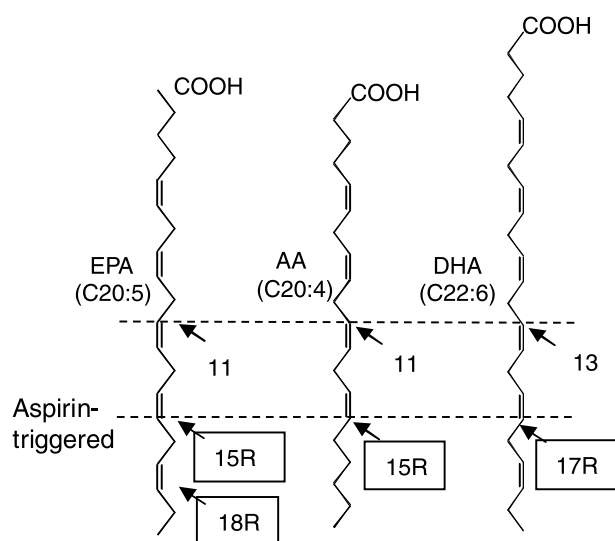 COOH
COOH
COOH
EPA
(C20:5)
AA
(C20:4)
DHA
(C22:6)
11
11
13
Aspirin-
triggered
15R
15R
17R
18R